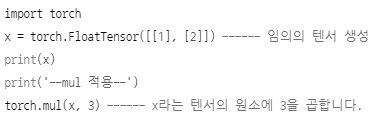 import torch
x = torch.FloatTensor([[1], [2]]) ------ 임의의 텐서 생성
print(x)
print('--mul 적용--')
torch.mul(x, 3) ------ x라는 텐서의 원소에 3을 곱합니다.